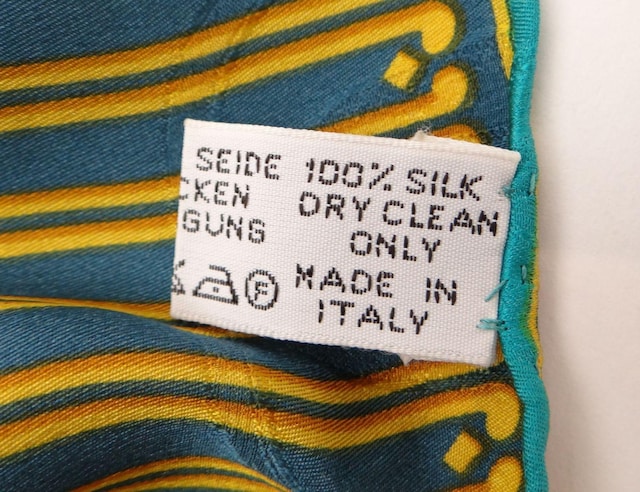 SEIDE
CKEN
GUNG
P
100% SILK
DRY CLEAN
ONLY
MADE IN
ITALY